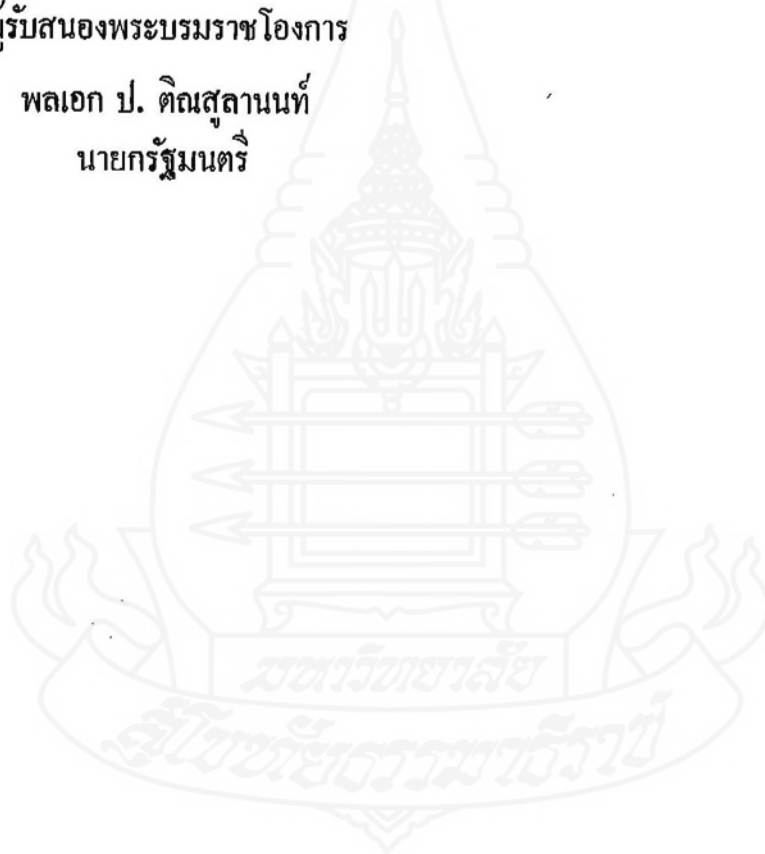 ผู้รับสนองพระบรมราชโองการ
พลเอก ป. ติณสูลานนท์
นายกรัฐมนตรี
มหาวิทยาลัย
สุโขทัยธรรมาธิราช